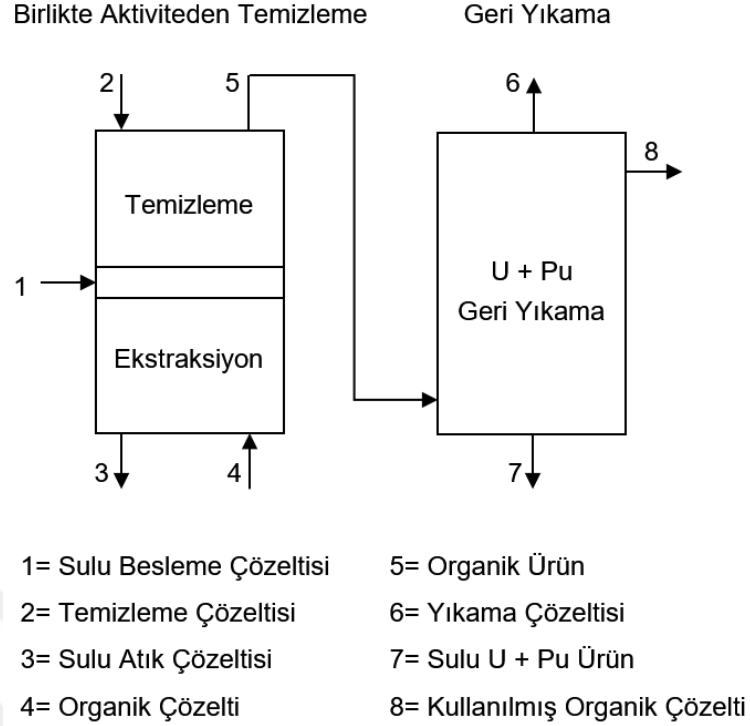 Birlikte Aktiviteden Temizleme
Geri Yıkama
2
5
6
8
Temizleme
1
U + Pu
Geri Yıkama
Ekstraksiyon
3
4
7
1= Sulu Besleme Çözeltisi
5= Organik Ürün
2= Temizleme Çözeltisi
6= Yıkama Çözeltisi
3= Sulu Atık Çözeltisi
7= Sulu U + Pu Ürün
4= Organik Çözelti
8= Kullanılmış Organik Çözelti